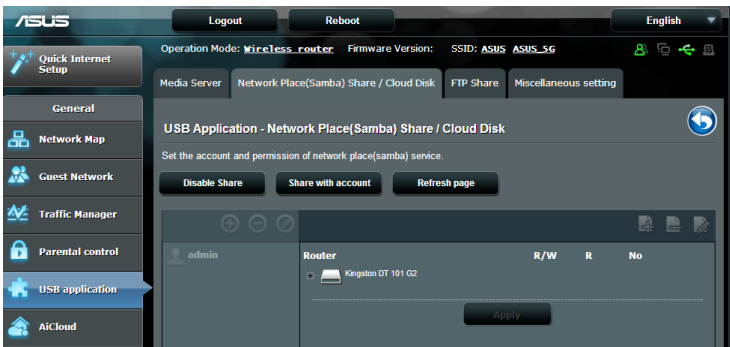 ASUS
Logout
Reboot
English
Quick Internet
Setup
Operation Mode: Wireless router Firmware Version: SSID: ASUS ASUS_5G
Media Server
Network Place(Samba) Share / Cloud Disk
FTP Share
Miscellaneous setting
General
Network Map
Guest Network
Traffic Manager
Parental control
USB application
AiCloud
USB Application - Network Place(Samba) Share / Cloud Disk
Set the account and permission of network place(samba) service.
Disable Share
Share with account
Refresh page
admin
Router R/W R No
Kingston DT 101 G2
Apply